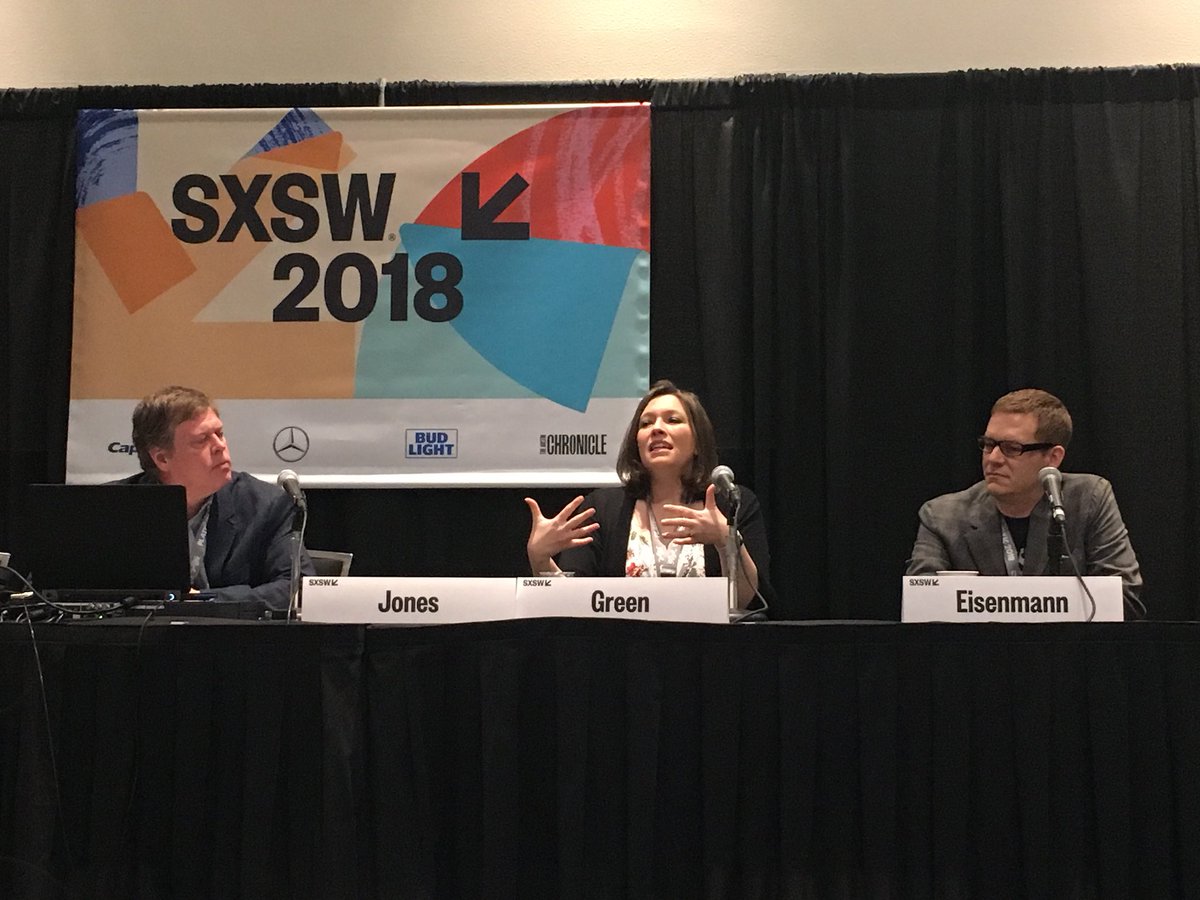 SXSW®
2018
BUD
LIGHT
CHRONICLE
SXSW
Jones
SXSW
Green
SXSW
Eisenmann